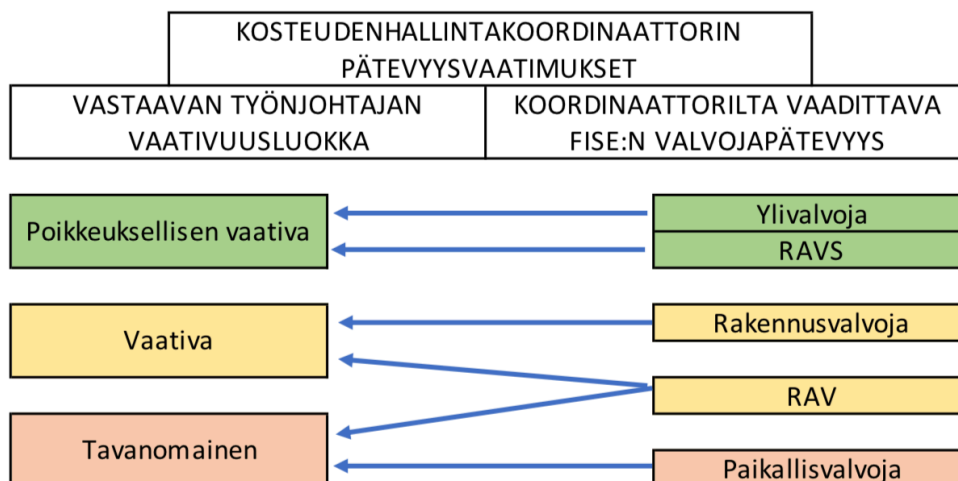 KOSTEUDENHALLINTAKOORDINAATTORIN
PÄTEVYYSVAATIMUKSET
VASTAAVAN TYÖNJOHTAJAN
VAATIVUUSLUOKKA
KOORDINAATTORILTA VAADITTAVA
FISE:N VALVOJAPÄTEVYYS
Poikkeuksellisen vaativa
Ylivalvoja
RAVS
Vaativa
Rakennusvalvoja
RAV
Tavanomainen
Paikallisvalvoja